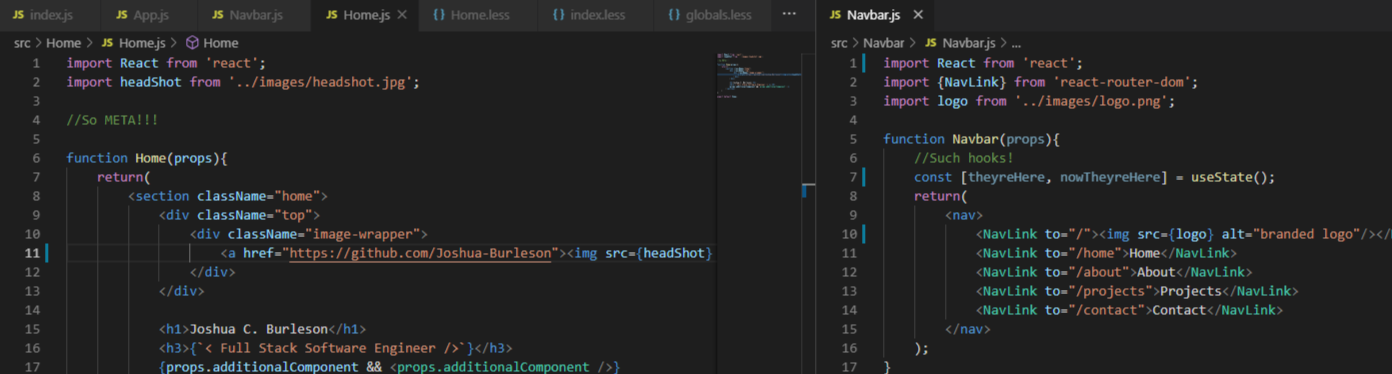 JS index.js JS App.js JS Navbar.js JS Home.js × {} Home.less {} index.less {} globals.less ···
src > Home > JS Home.js > Home
1 import React from 'react';
2 import headShot from '../images/headshot.jpg';
3
4 //So META!!!
5
6 function Home(props){
7 return(
8 <section className="home">
9 <div className="top">
10 <div className="image-wrapper">
11 <a href="https://github.com/Joshua-Burleson"><img src={headShot}
12 </div>
13 </div>
14
15 <h1>Joshua C. Burleson</h1>
16 <h3>{`< Full Stack Software Engineer />`}</h3>
17 {props.additionalComponent && <props.additionalComponent />}
JS Navbar.js ×
src > Navbar > JS Navbar.js > ...
1 import React from 'react';
2 import {NavLink} from 'react-router-dom';
3 import logo from '../images/logo.png';
4
5 function Navbar(props){
6 //Such hooks!
7 const [theyreHere, nowTheyreHere] = useState();
8 return(
9 <nav>
10 <NavLink to="/"><img src={logo} alt="branded logo"/></
11 <NavLink to="/home">Home</NavLink>
12 <NavLink to="/about">About</NavLink>
13 <NavLink to="/projects">Projects</NavLink>
14 <NavLink to="/contact">Contact</NavLink>
15 </nav>
16 );
17 }